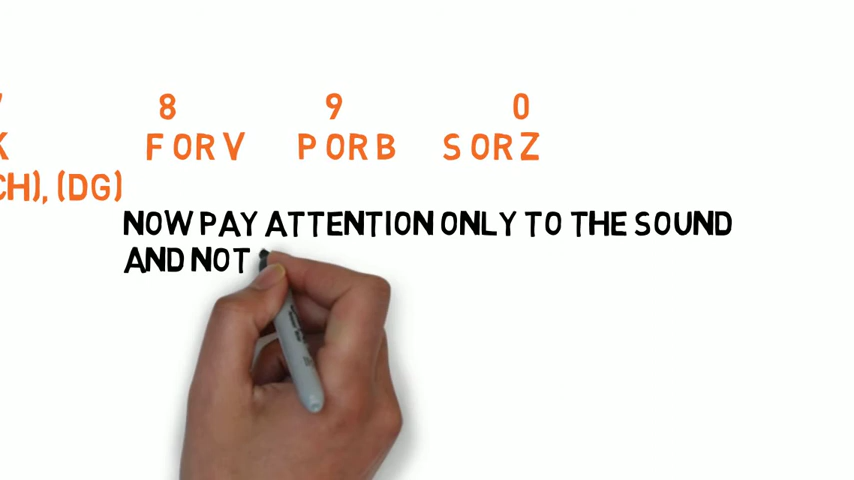 8 9 0
F OR V P OR B S OR Z
CH), (DG)
NOW PAY ATTENTION ONLY TO THE SOUND
AND NOT